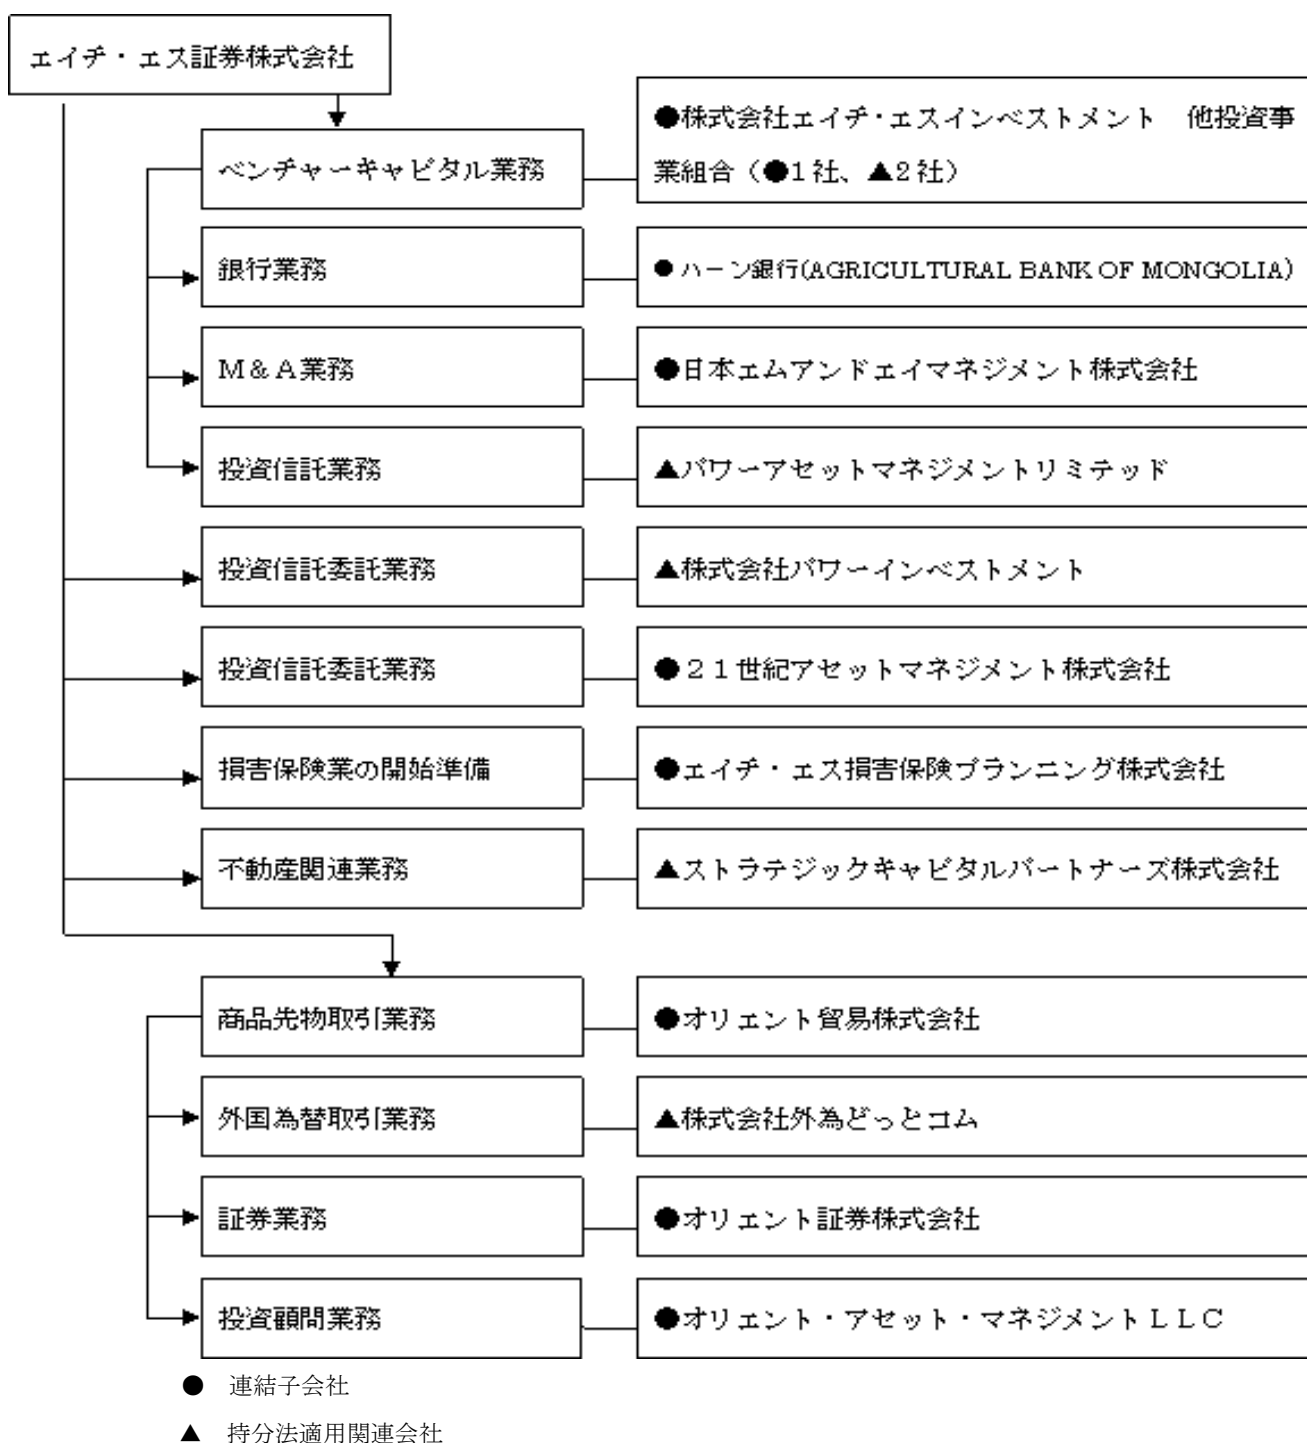 エイチ・エス証券株式会社
ベンチャーキャピタル業務
●株式会社エイチ・エスインベストメント　他投資事
業組合（●1社、▲2社）
銀行業務
●ハーン銀行(AGRICULTURAL BANK OF MONGOLIA)
Ｍ＆Ａ業務
●日本エムアンドエイマネジメント株式会社
投資信託業務
▲パワーアセットマネジメントリミテッド
投資信託委託業務
▲株式会社パワーインベストメント
投資信託委託業務
●２１世紀アセットマネジメント株式会社
損害保険業の開始準備
●エイチ・エス損害保険プランニング株式会社
不動産関連業務
▲ストラテジックキャピタルパートナーズ株式会社
商品先物取引業務
●オリエント貿易株式会社
外国為替取引業務
▲株式会社外為どっとコム
証券業務
●オリエント証券株式会社
投資顧問業務
●オリエント・アセット・マネジメントＬＬＣ
●　連結子会社
▲　持分法適用関連会社